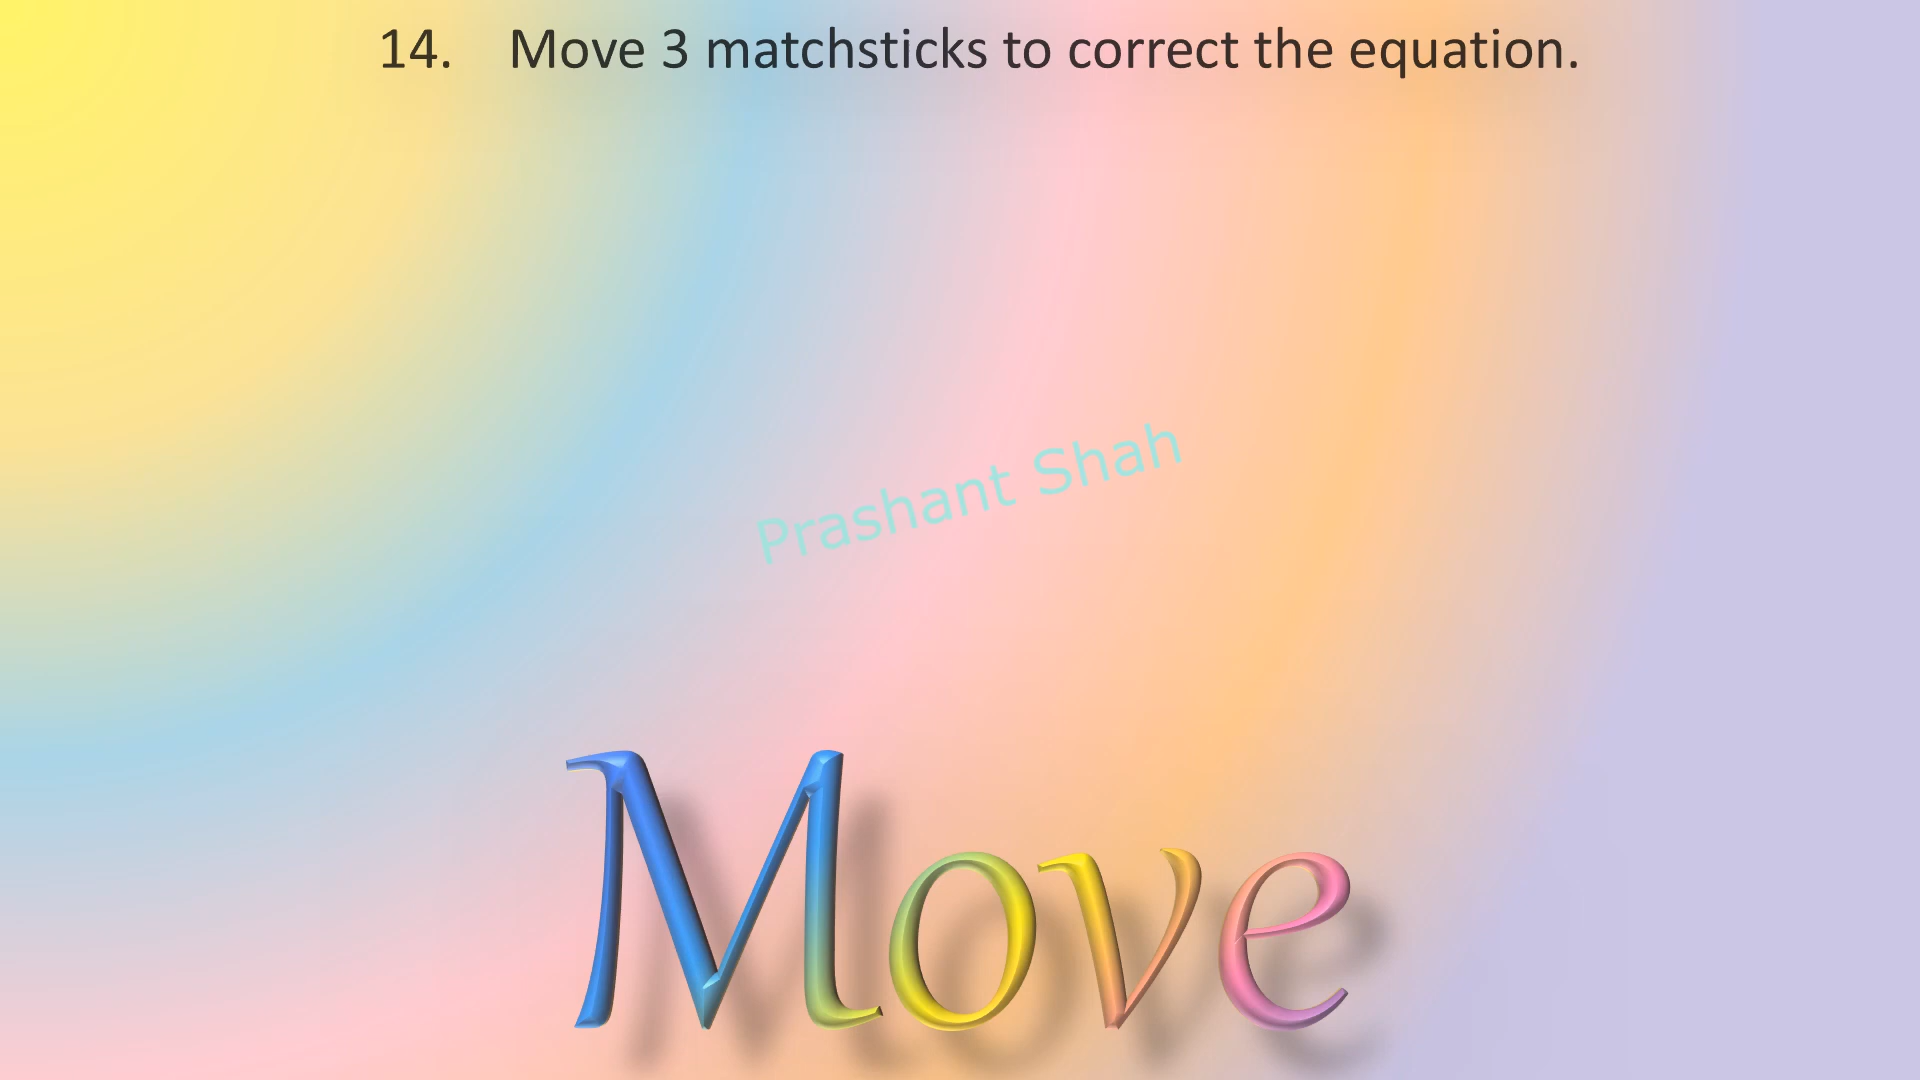 14. Move 3 matchsticks to correct the equation.
Prashant Shah
Move